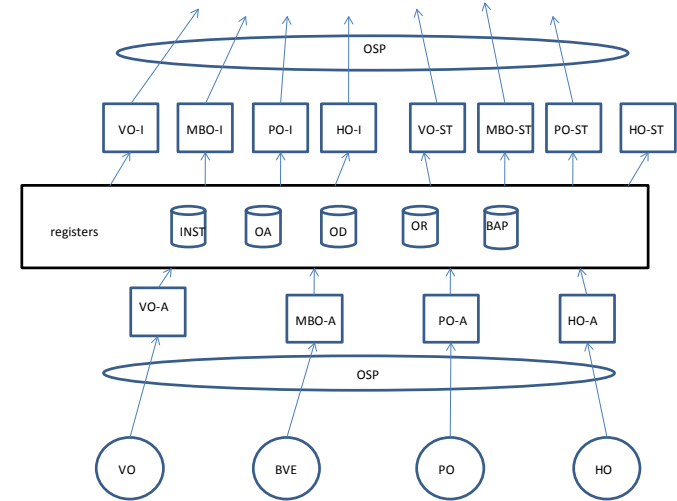 OSP
VO-I MBO-I PO-I HO-I VO-ST MBO-ST PO-ST HO-ST
registers INST OA OD OR BAP
VO-A MBO-A PO-A HO-A
OSP
VO BVE PO HO